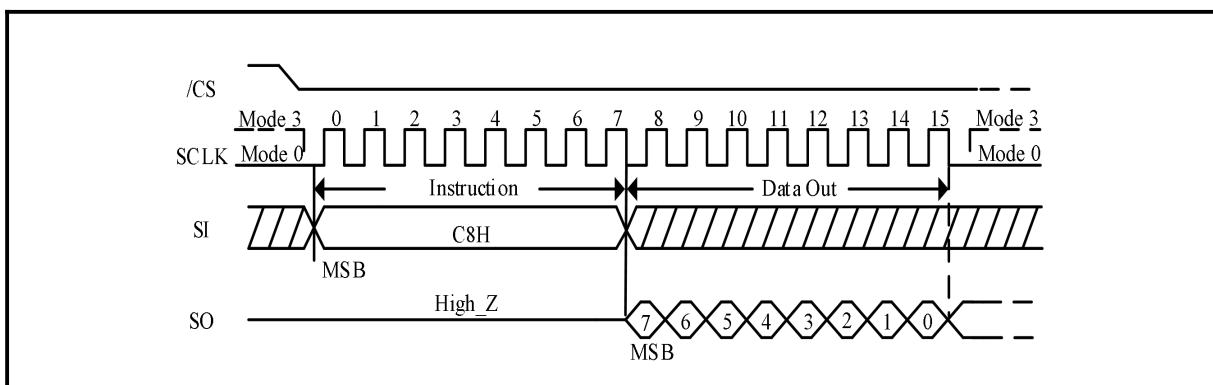 /CS
Mode 3 0 1 2 3 4 5 6 7 8 9 10 11 12 13 14 15 Mode 3
SCLK Mode 0 Mode 0
Instruction Data Out
SI C8H
MSB
High_Z
SO 7 6 5 4 3 2 1 0
MSB